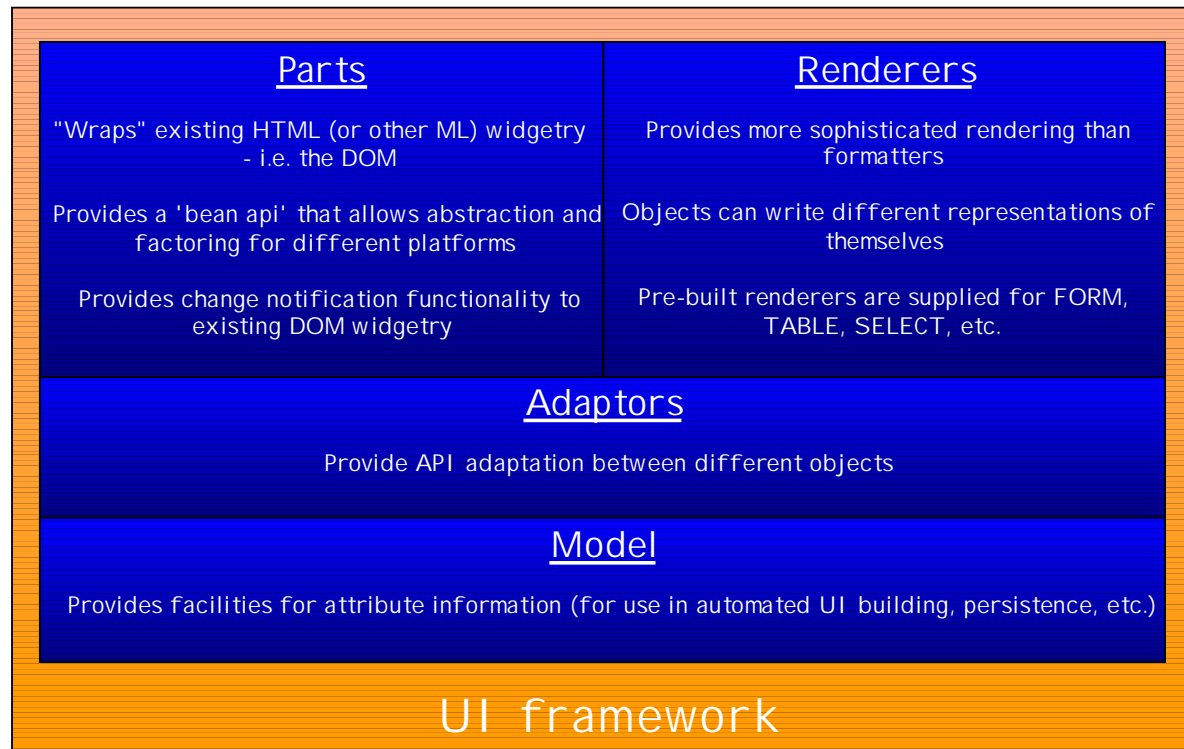 Parts
"Wraps" existing HTML (or other ML) widgetry
- i.e. the DOM
Provides a 'bean api' that allows abstraction and
factoring for different platforms
Provides change notification functionality to
existing DOM widgetry
Renderers
Provides more sophisticated rendering than
formatters
Objects can write different representations of
themselves
Pre-built renderers are supplied for FORM,
TABLE, SELECT, etc.
Adaptors
Provide API adaptation between different objects
Model
Provides facilities for attribute information (for use in automated UI building, persistence, etc.)
UI framework